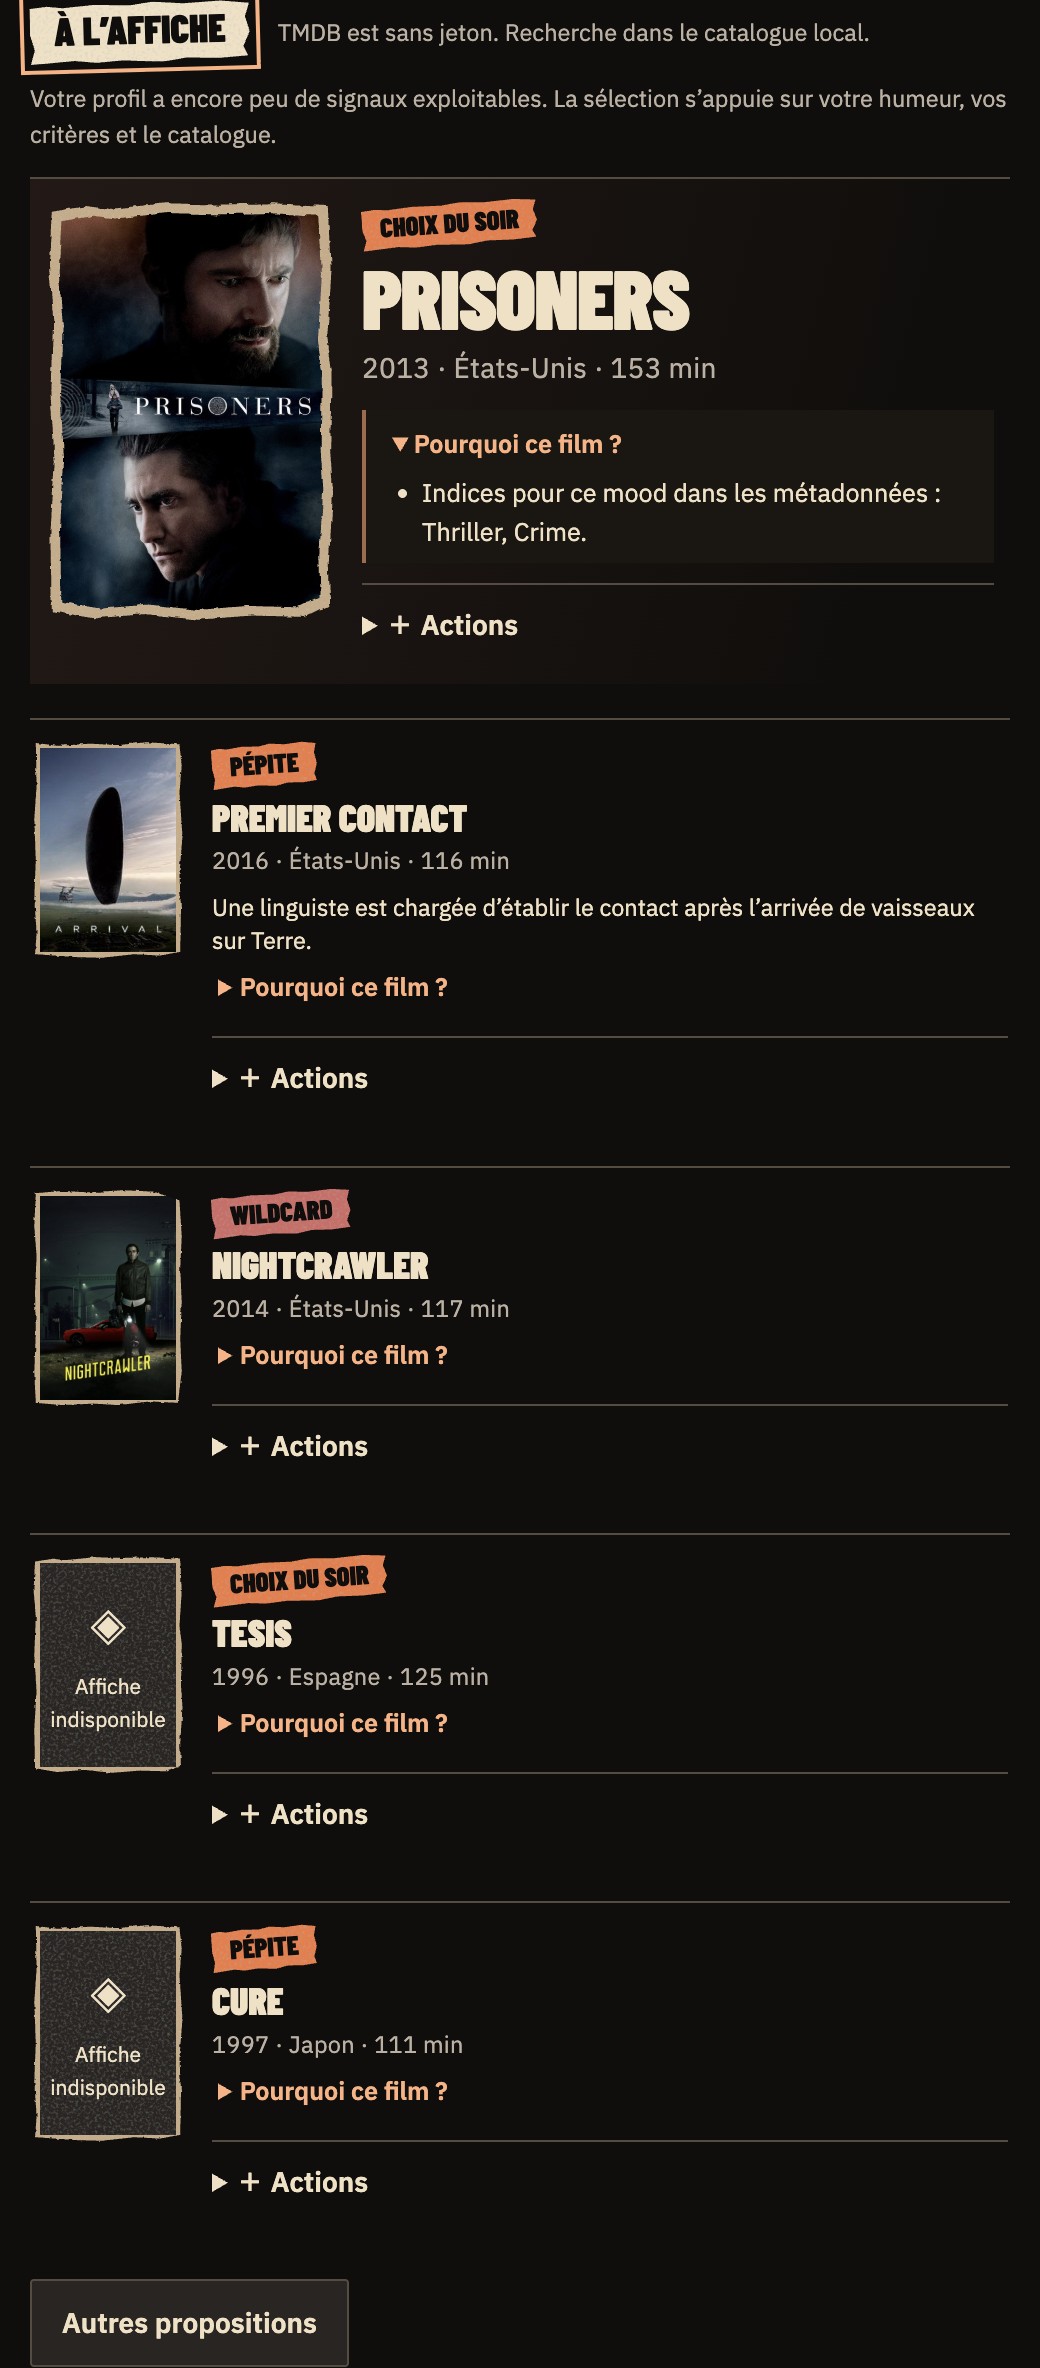 À L’AFFICHE
TMDB est sans jeton. Recherche dans le catalogue local.
Votre profil a encore peu de signaux exploitables. La sélection s’appuie sur votre humeur, vos
critères et le catalogue.
PRISONERS
CHOIX DU SOIR
PRISONERS
2013 · États-Unis · 153 min
▼ Pourquoi ce film ?
• Indices pour ce mood dans les métadonnées :
Thriller, Crime.
▶ + Actions
ARRIVAL
PÉPITE
PREMIER CONTACT
2016 · États-Unis · 116 min
Une linguiste est chargée d’établir le contact après l’arrivée de vaisseaux
sur Terre.
▶ Pourquoi ce film ?
▶ + Actions
NIGHTCRAWLER
WILDCARD
NIGHTCRAWLER
2014 · États-Unis · 117 min
▶ Pourquoi ce film ?
▶ + Actions
Affiche
indisponible
CHOIX DU SOIR
TESIS
1996 · Espagne · 125 min
▶ Pourquoi ce film ?
▶ + Actions
Affiche
indisponible
PÉPITE
CURE
1997 · Japon · 111 min
▶ Pourquoi ce film ?
▶ + Actions
Autres propositions